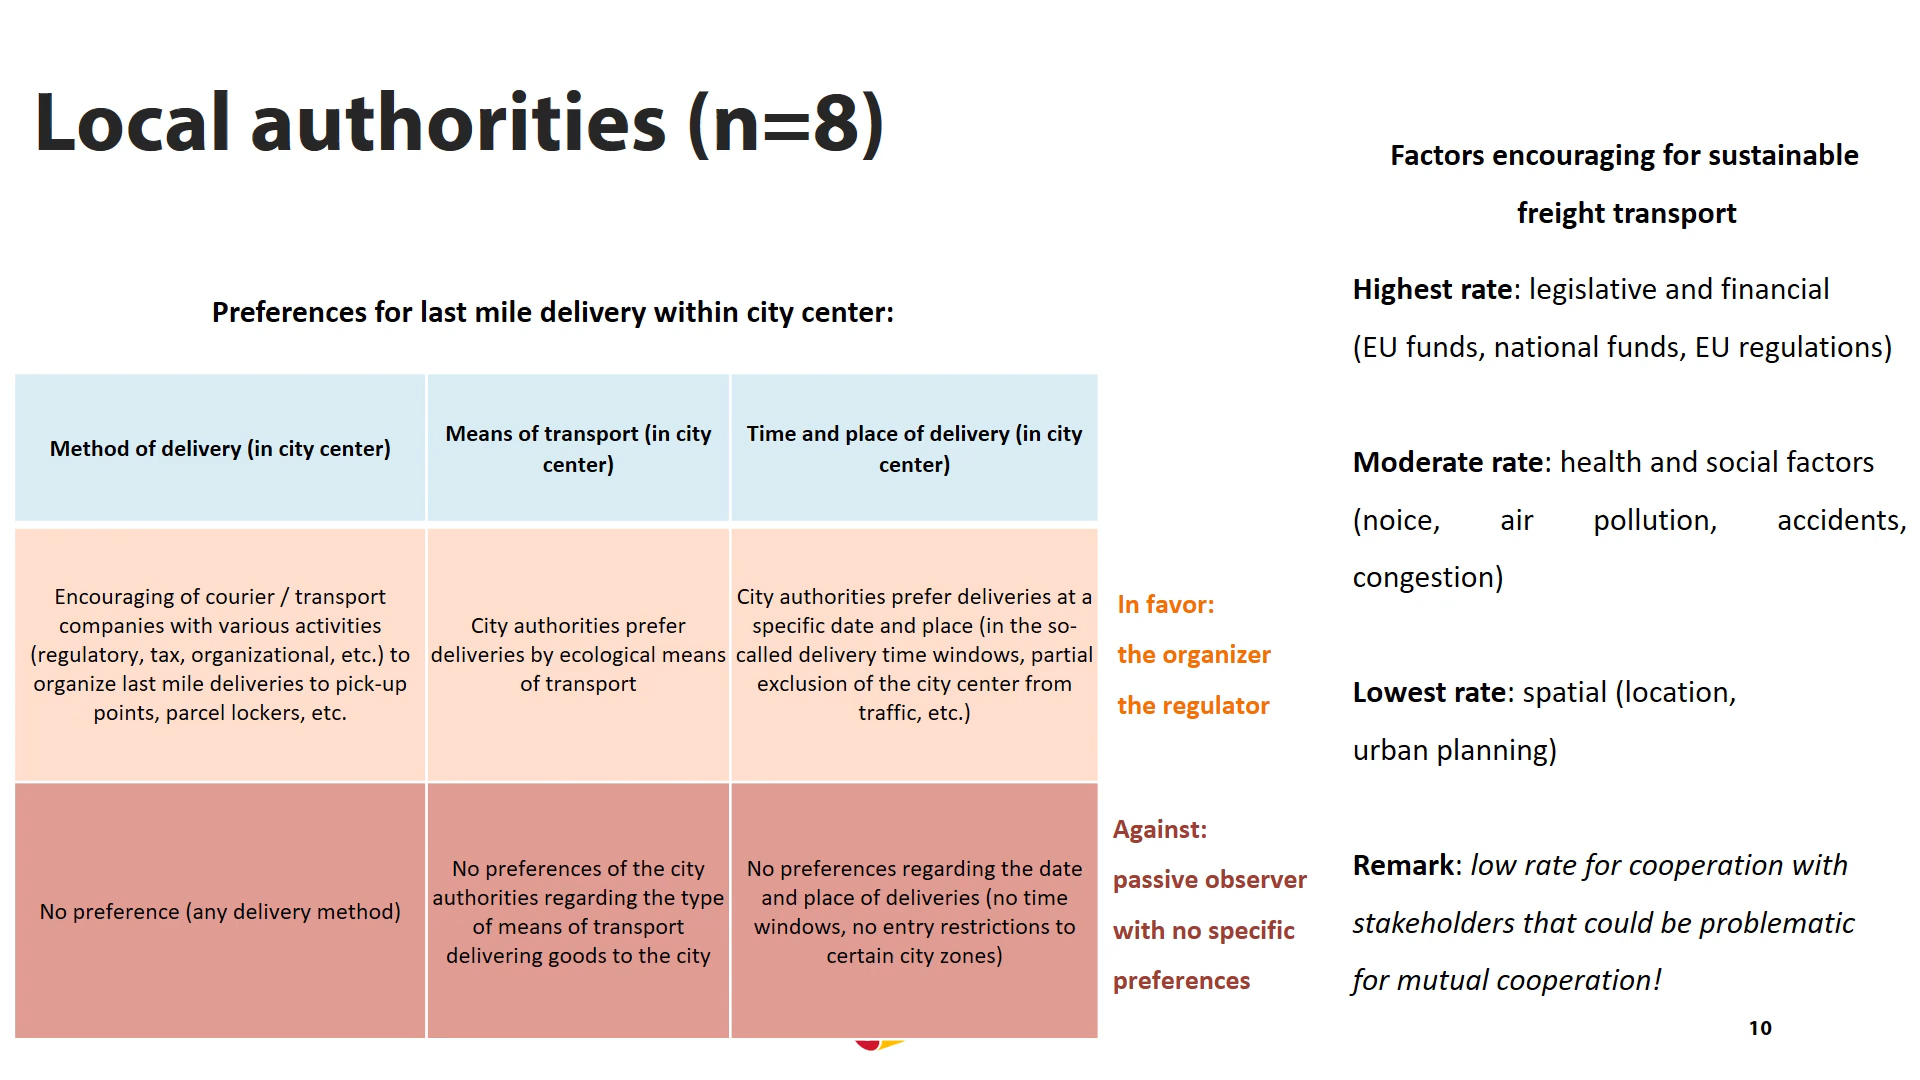 Local authorities (n=8)
Preferences for last mile delivery within city center:
Method of delivery (in city center)
Means of transport (in city
center)
Time and place of delivery (in city
center)
Encouraging of courier / transport
companies with various activities
(regulatory, tax, organizational, etc.) to
organize last mile deliveries to pick-up
points, parcel lockers, etc.
City authorities prefer
deliveries by ecological means
of transport
City authorities prefer deliveries at a
specific date and place (in the so-
called delivery time windows, partial
exclusion of the city center from
traffic, etc.)
In favor:
the organizer
the regulator
No preference (any delivery method)
No preferences of the city
authorities regarding the type
of means of transport
delivering goods to the city
No preferences regarding the date
and place of deliveries (no time
windows, no entry restrictions to
certain city zones)
Against:
passive observer
with no specific
preferences
Factors encouraging for sustainable
freight transport
Highest rate: legislative and financial
(EU funds, national funds, EU regulations)
Moderate rate: health and social factors
(noice, air pollution, accidents,
congestion)
Lowest rate: spatial (location,
urban planning)
Remark: low rate for cooperation with
stakeholders that could be problematic
for mutual cooperation!
10